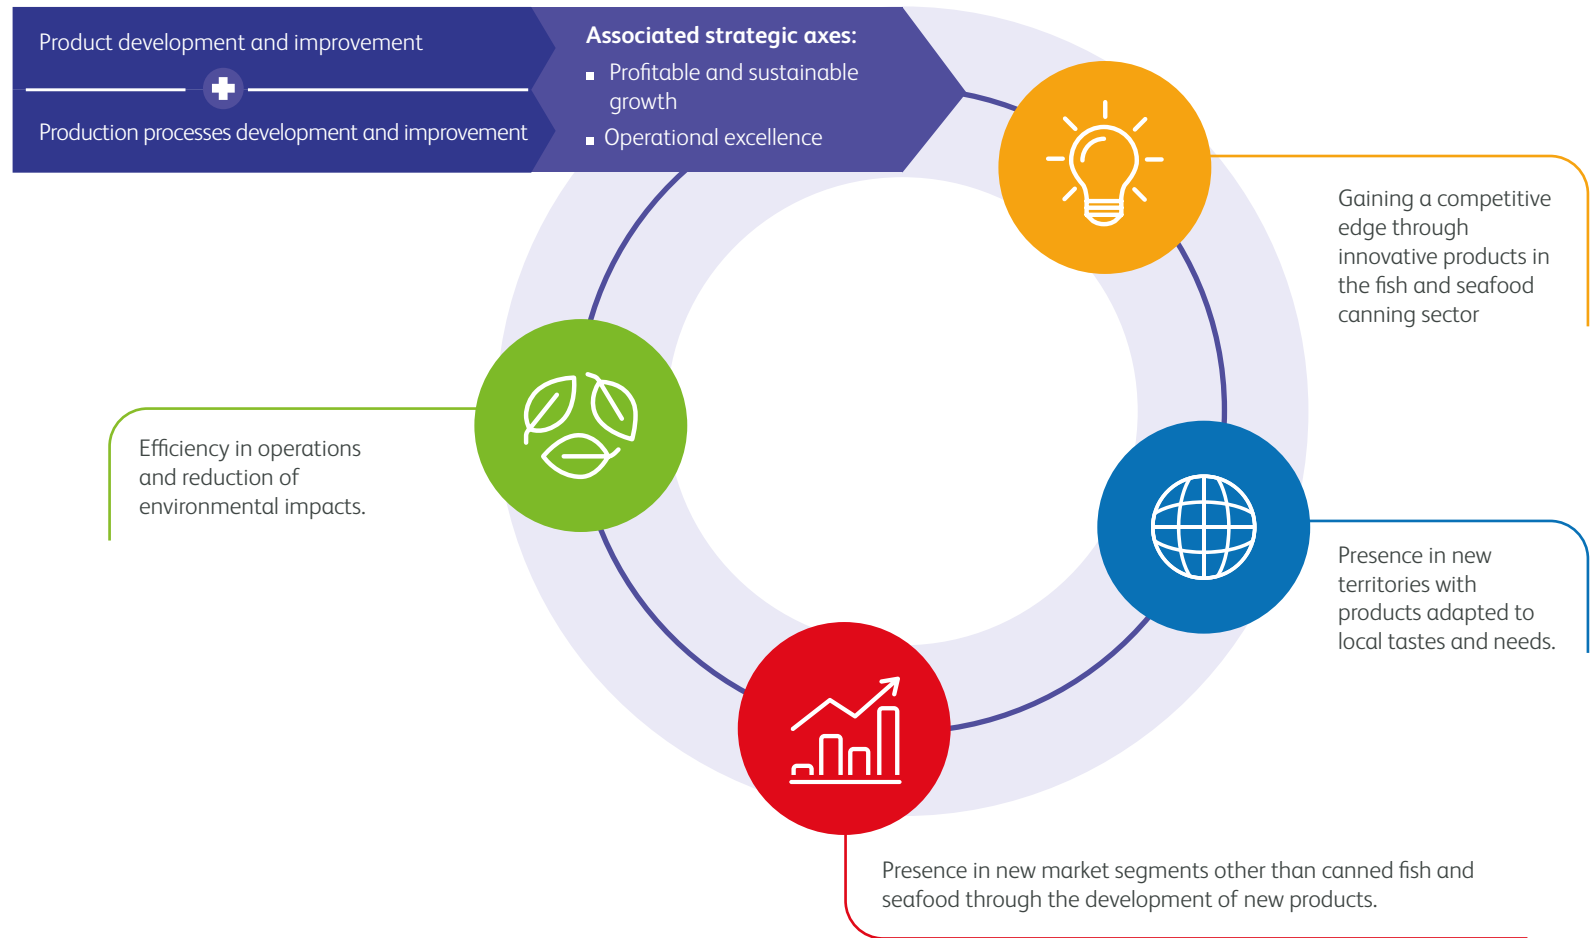 Product development and improvement
Production processes development and improvement
Associated strategic axes:
Profitable and sustainable
growth
Operational excellence
Gaining a competitive
edge through
innovative products in
the fish and seafood
canning sector
Presence in new
territories with
products adapted to
local tastes and needs.
Presence in new market segments other than canned fish and
seafood through the development of new products.
Efficiency in operations
and reduction of
environmental impacts.